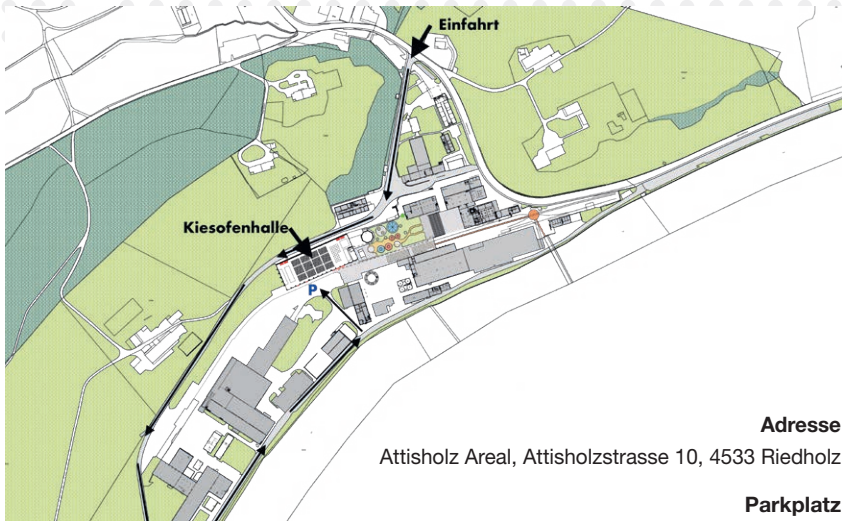 Einfahrt
Kiesofenhalle
P
Adresse
Attisholz Areal, Attisholzstrasse 10, 4533 Riedholz
Parkplatz